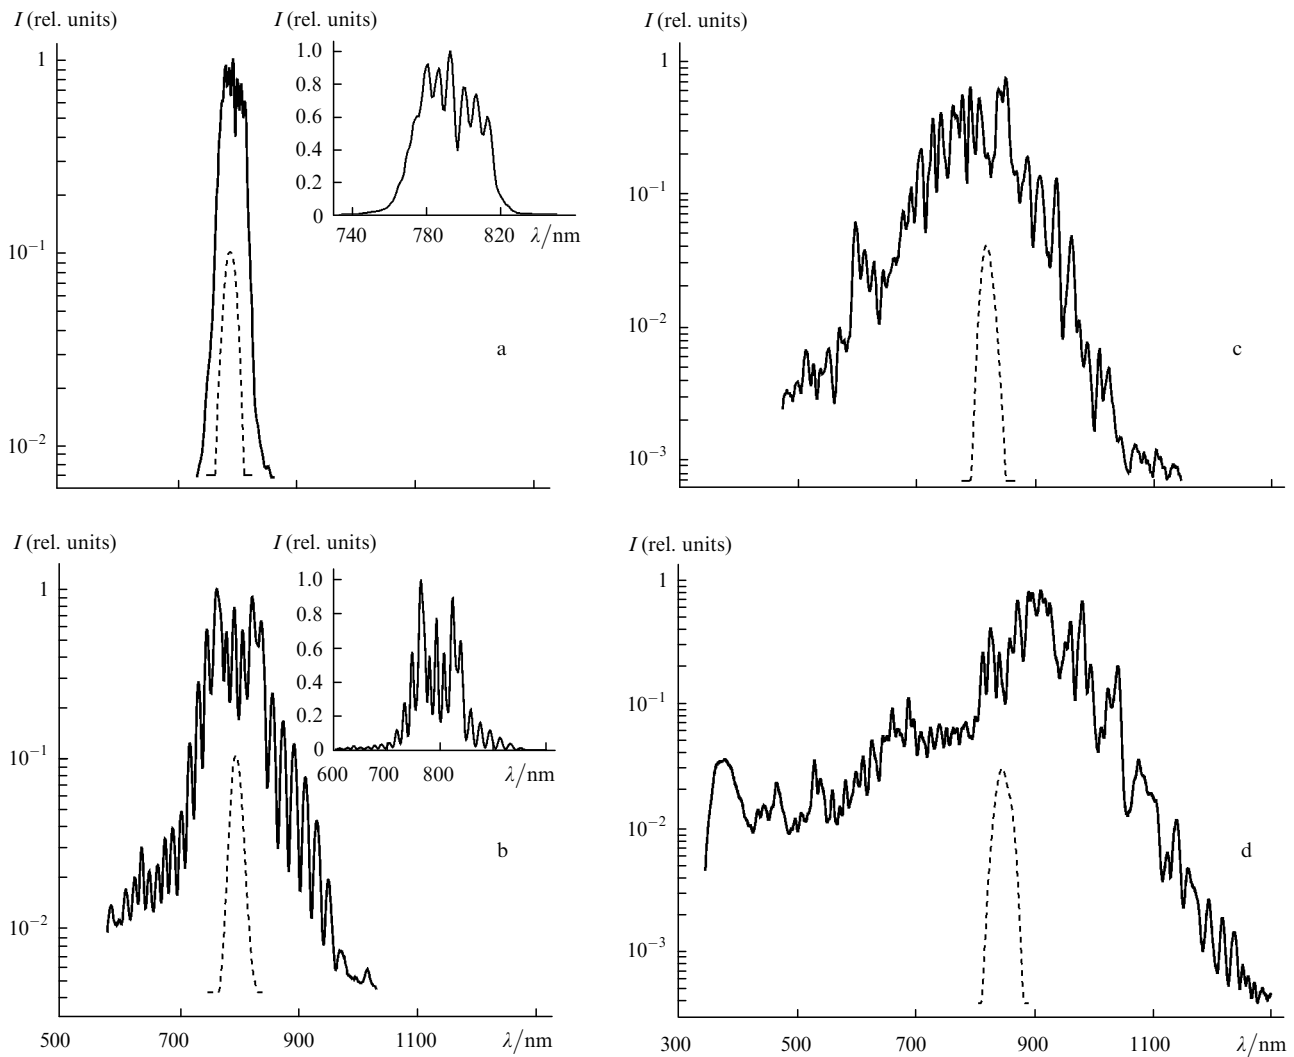 I (rel. units)
1
10⁻¹
10⁻²
a
I (rel. units)
1.0
0.8
0.6
0.4
0.2
0
740 780 820 λ/nm
I (rel. units)
1
10⁻¹
10⁻²
10⁻³
c
I (rel. units)
1
10⁻¹
10⁻²
b
500 700 900 1100 λ/nm
I (rel. units)
1.0
0.8
0.6
0.4
0.2
0
600 700 800 λ/nm
I (rel. units)
1
10⁻¹
10⁻²
10⁻³
d
300 500 700 900 1100 λ/nm